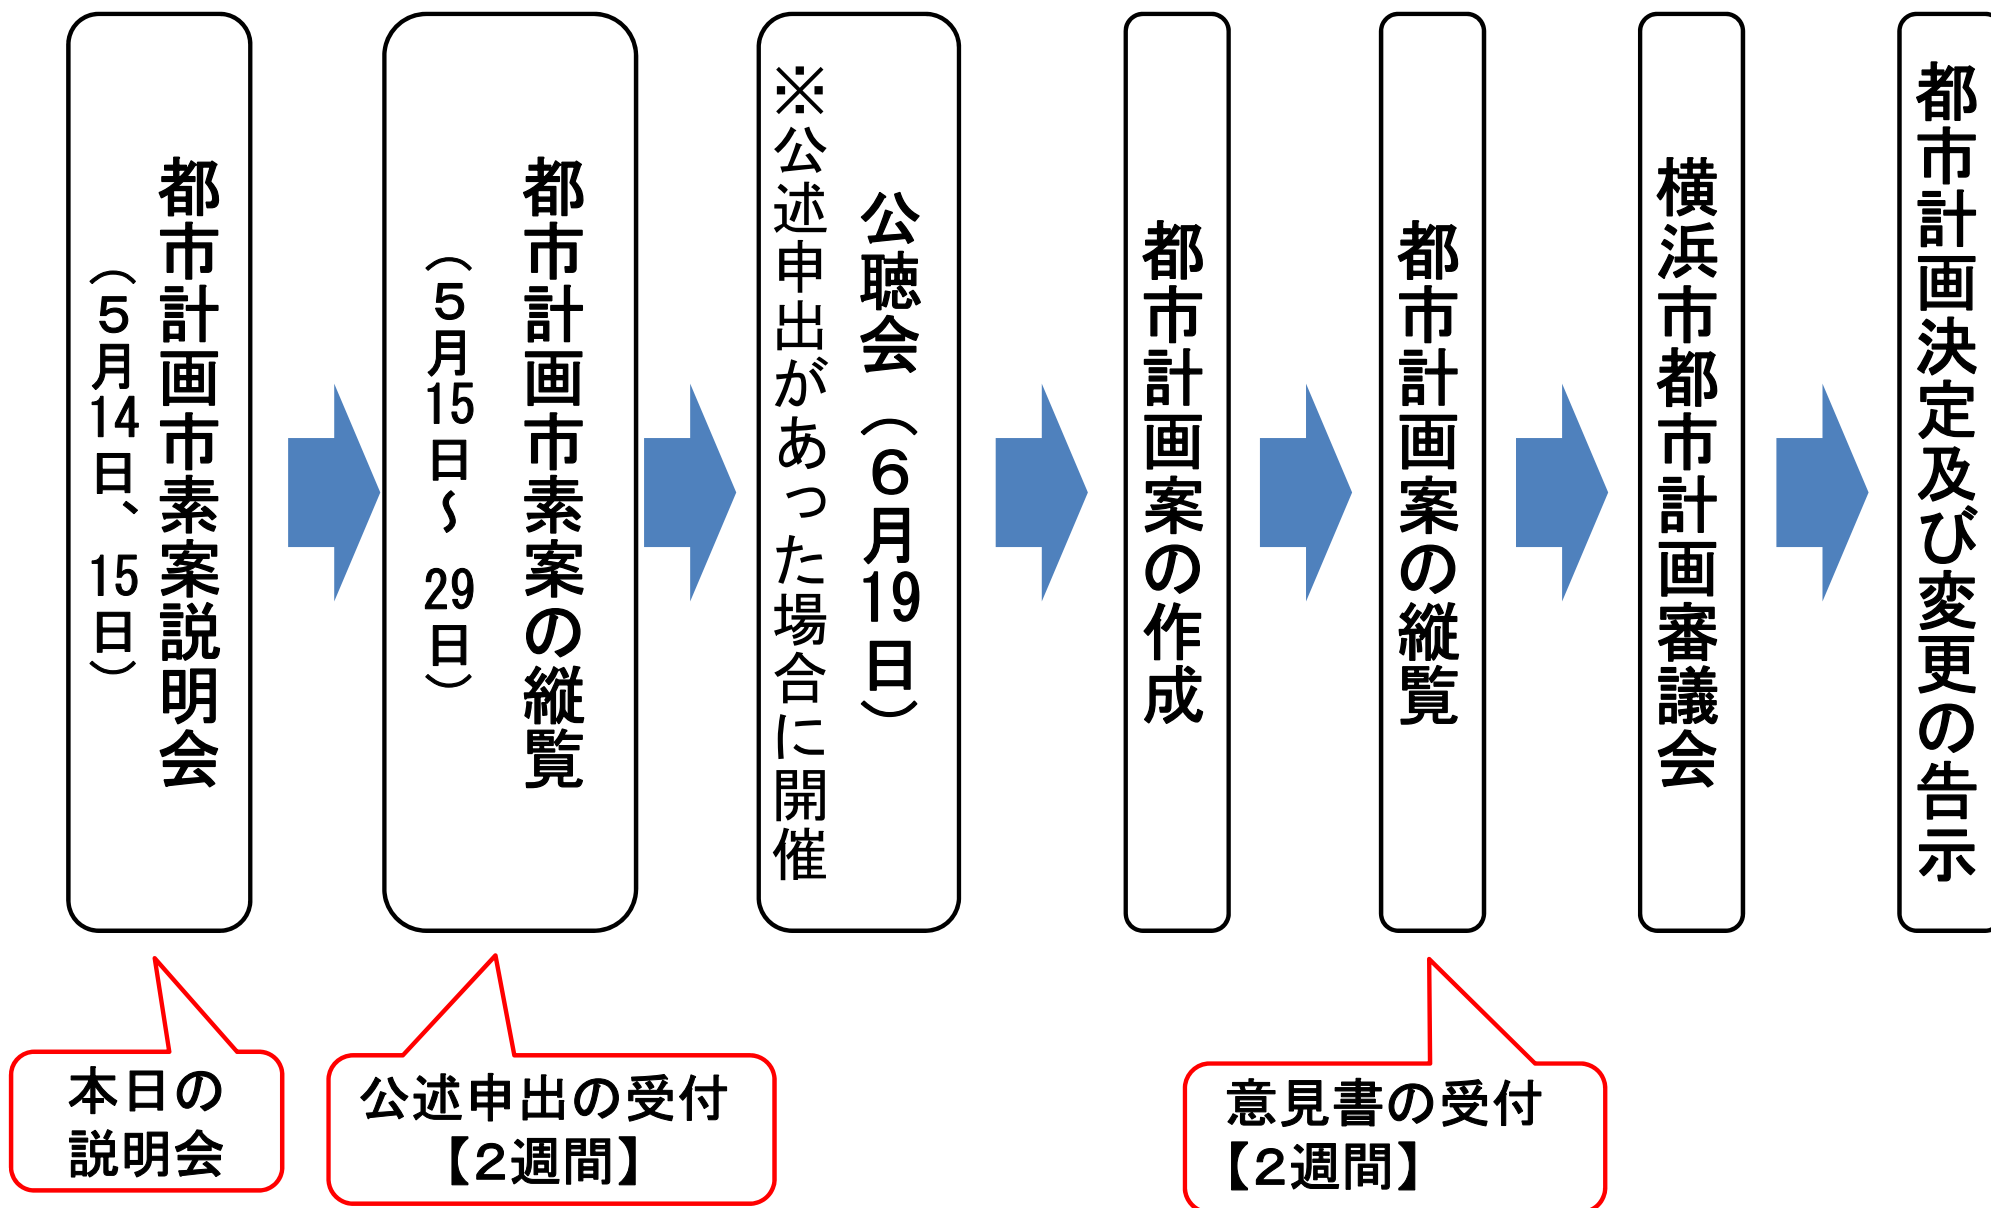 都市計画市素案説明会
（５月14日、15日）
都市計画市素案の縦覧
（５月15日～29日）
公聴会（６月19日）
※公述申出があった場合に開催
都市計画案の作成
都市計画案の縦覧
横浜市都市計画審議会
都市計画決定及び変更の告示
本日の
説明会
公述申出の受付
【２週間】
意見書の受付
【２週間】